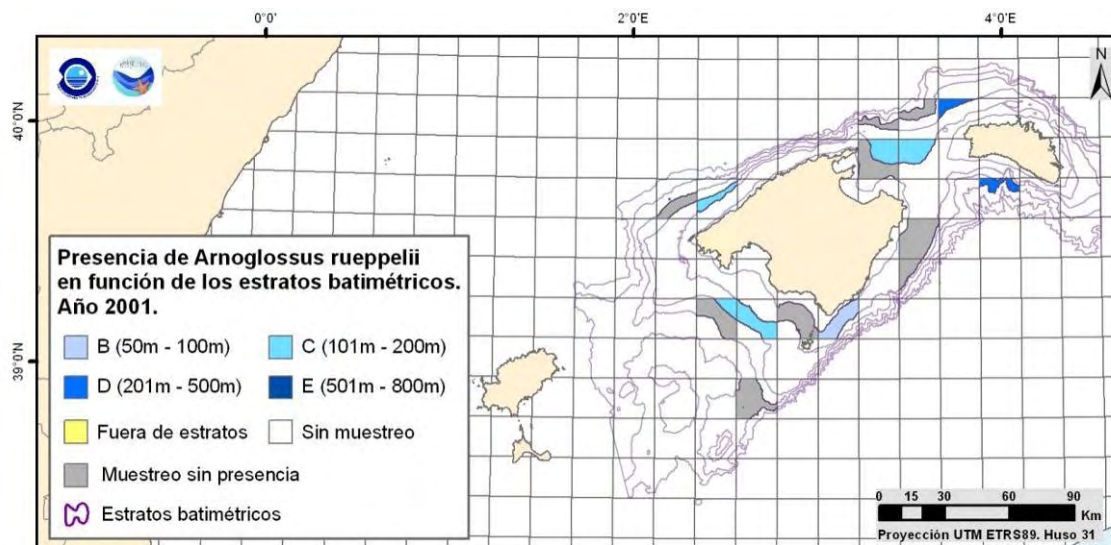 0°0' 2°0' 4°0'
N
40°0'N
39°0'N
Presencia de Arnoglossus rueppelii
en función de los estratos batimétricos.
Año 2001.
B (50m - 100m) C (101m - 200m)
D (201m - 500m) E (501m - 800m)
Fuera de estratos Sin muestreo
Muestreo sin presencia
Estratos batimétricos
0 15 30 60 90
Km
Proyección UTM ETRS89. Huso 31